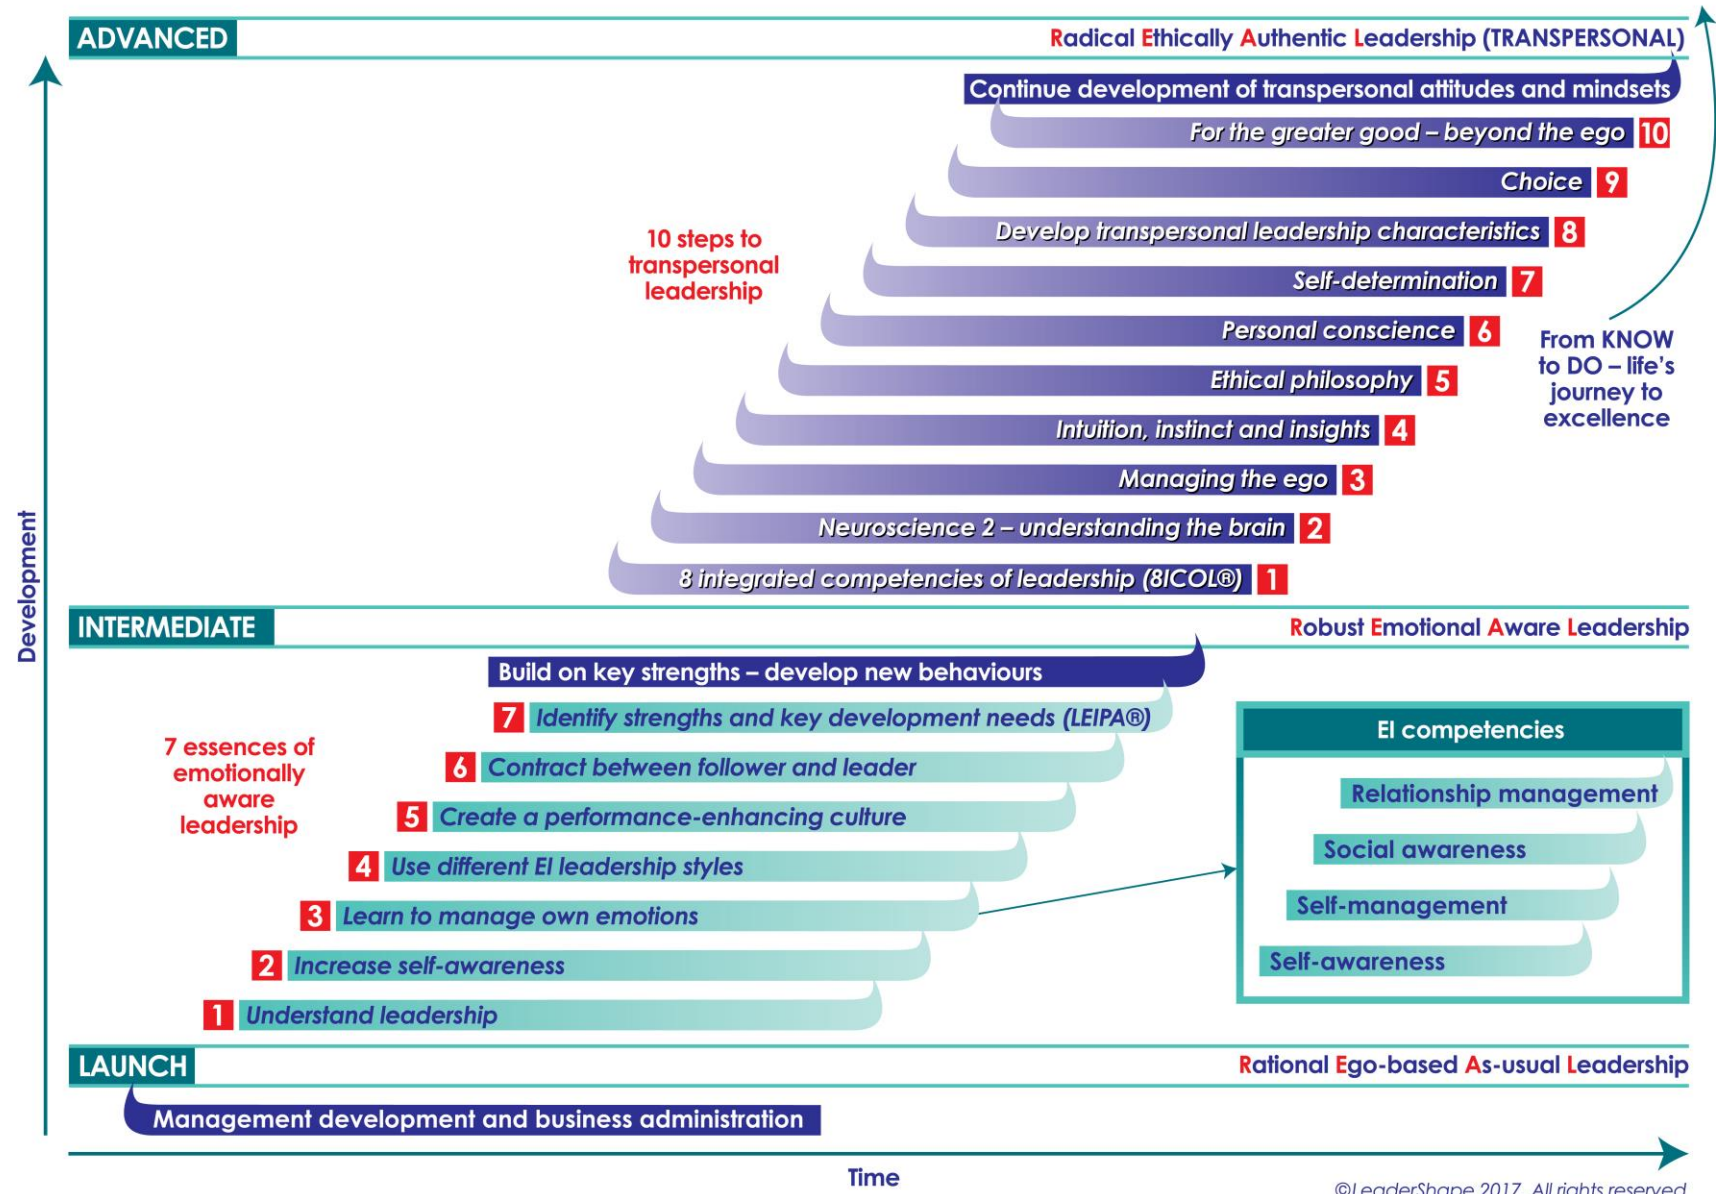 ADVANCED
Radical Ethically Authentic Leadership (TRANSPERSONAL)
Continue development of transpersonal attitudes and mindsets
For the greater good – beyond the ego 10
Choice 9
Develop transpersonal leadership characteristics 8
Self-determination 7
Personal conscience 6
Ethical philosophy 5
Intuition, instinct and insights 4
Managing the ego 3
Neuroscience 2 – understanding the brain 2
8 integrated competencies of leadership (8ICOL®) 1
10 steps to
transpersonal
leadership
From KNOW
to DO – life's
journey to
excellence
Development
INTERMEDIATE
Robust Emotional Aware Leadership
Build on key strengths – develop new behaviours
7 Identify strengths and key development needs (LEIPA®)
6 Contract between follower and leader
5 Create a performance-enhancing culture
4 Use different EI leadership styles
3 Learn to manage own emotions
2 Increase self-awareness
1 Understand leadership
7 essences of
emotionally
aware
leadership
EI competencies
Relationship management
Social awareness
Self-management
Self-awareness
LAUNCH
Rational Ego-based As-usual Leadership
Management development and business administration
Time
©LeaderShape 2017. All rights reserved